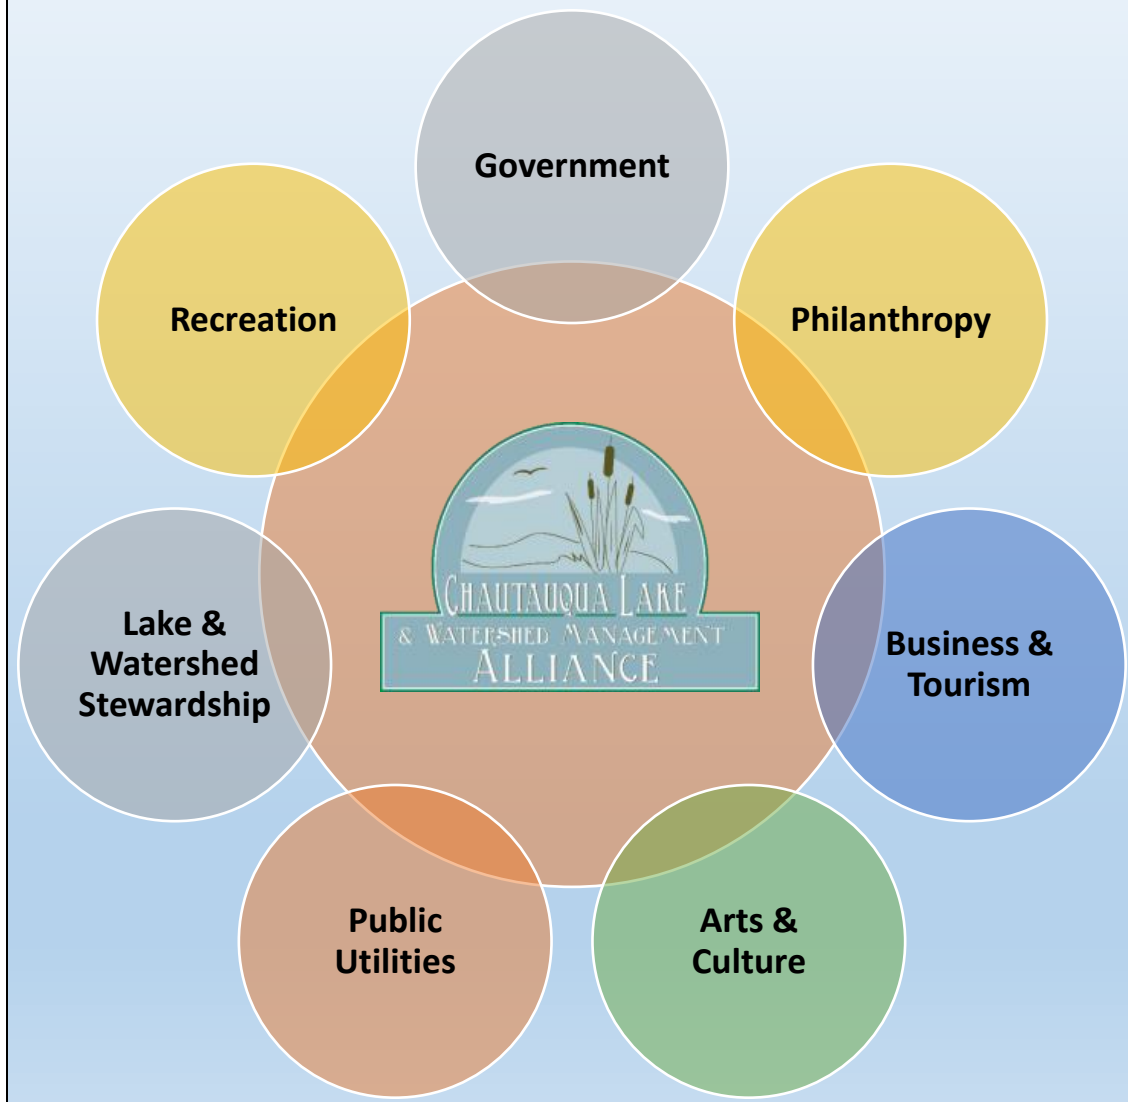 Government
Philanthropy
Business &
Tourism
Arts &
Culture
Public
Utilities
Lake &
Watershed
Stewardship
Recreation
CHAUTAUQUA LAKE
& WATERSHED MANAGEMENT
ALLIANCE